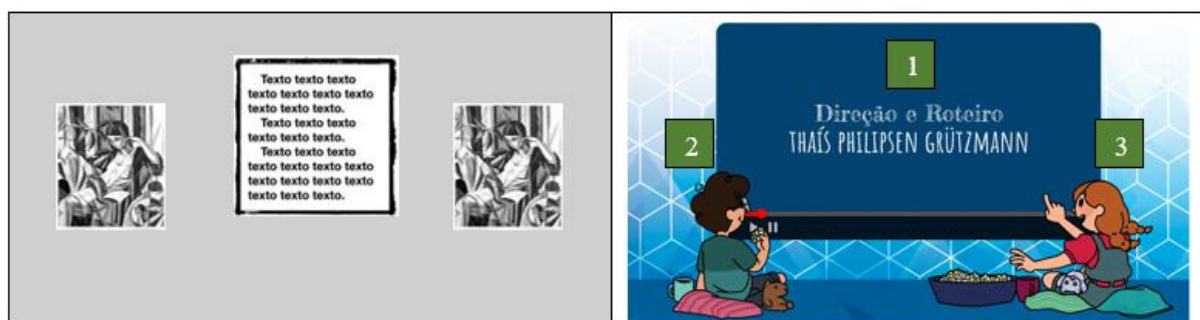 Texto texto texto
texto texto texto texto
texto texto texto.
Texto texto texto
texto texto texto.
Texto texto texto
texto texto texto texto
texto texto texto texto
texto texto texto.
1
Direção e Roteiro
THAÍS PHILIPSEN GRÜTZMANN
2
3